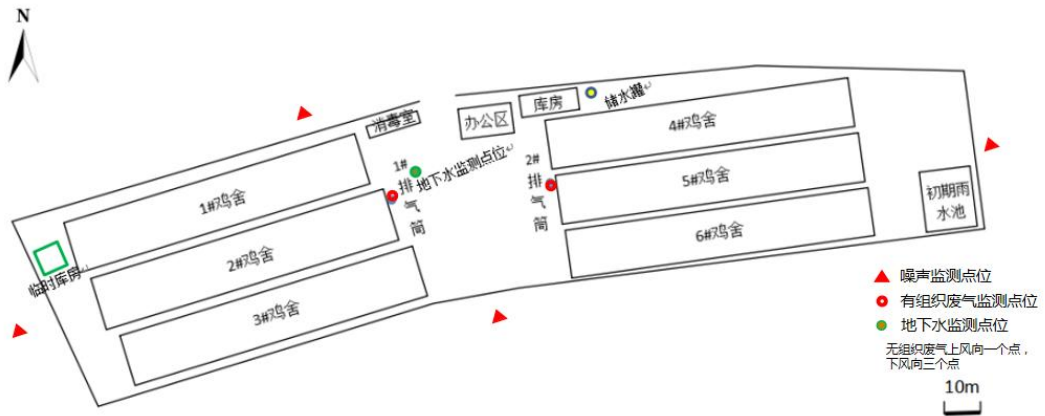 N
消毒室
办公区
库房
储水罐
1#鸡舍
2#鸡舍
3#鸡舍
1#
排
气
筒
地下水监测点位
2#
排
气
筒
4#鸡舍
5#鸡舍
6#鸡舍
初期雨
水池
临时库房
噪声监测点位
有组织废气监测点位
地下水监测点位
无组织废气上风向一个点，
下风向三个点
10m